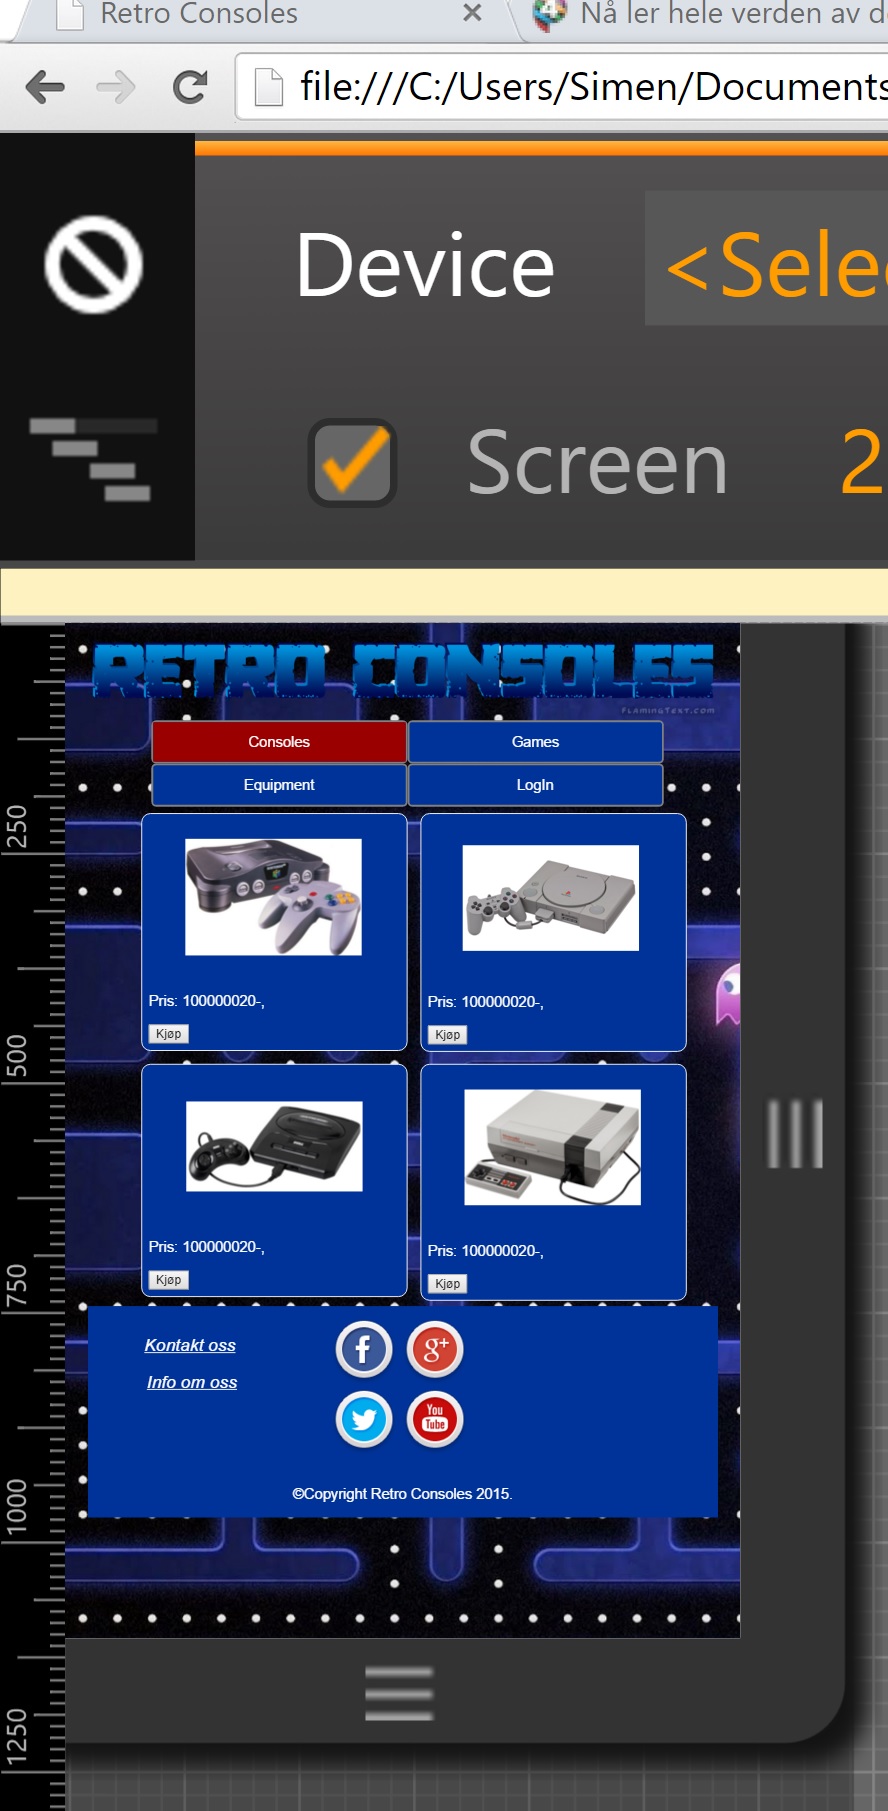 Retro Consoles
Nå ler hele verden av d
file:///C:/Users/Simen/Documents
Device <Sele
Screen 2
RETRO CONSOLES
FLAMINGTEXT.COM
Consoles Games
Equipment LogIn
Pris: 100000020-, Pris: 100000020-,
Kjøp Kjøp
Pris: 100000020-, Pris: 100000020-,
Kjøp Kjøp
Kontakt oss
Info om oss
f g+
You
Tube
©Copyright Retro Consoles 2015.
250
500
750
1000
1250